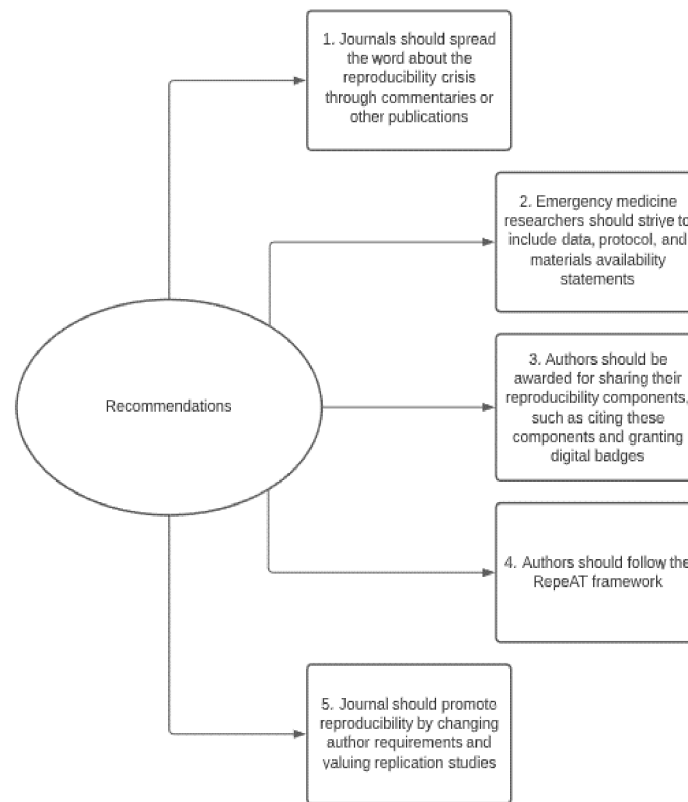 1. Journals should spread
the word about the
reproducibility crisis
through commentaries or
other publications
2. Emergency medicine
researchers should strive to
include data, protocol, and
materials availability
statements
Recommendations
3. Authors should be
awarded for sharing their
reproducibility components,
such as citing these
components and granting
digital badges
4. Authors should follow the
RepeAT framework
5. Journal should promote
reproducibility by changing
author requirements and
valuing replication studies